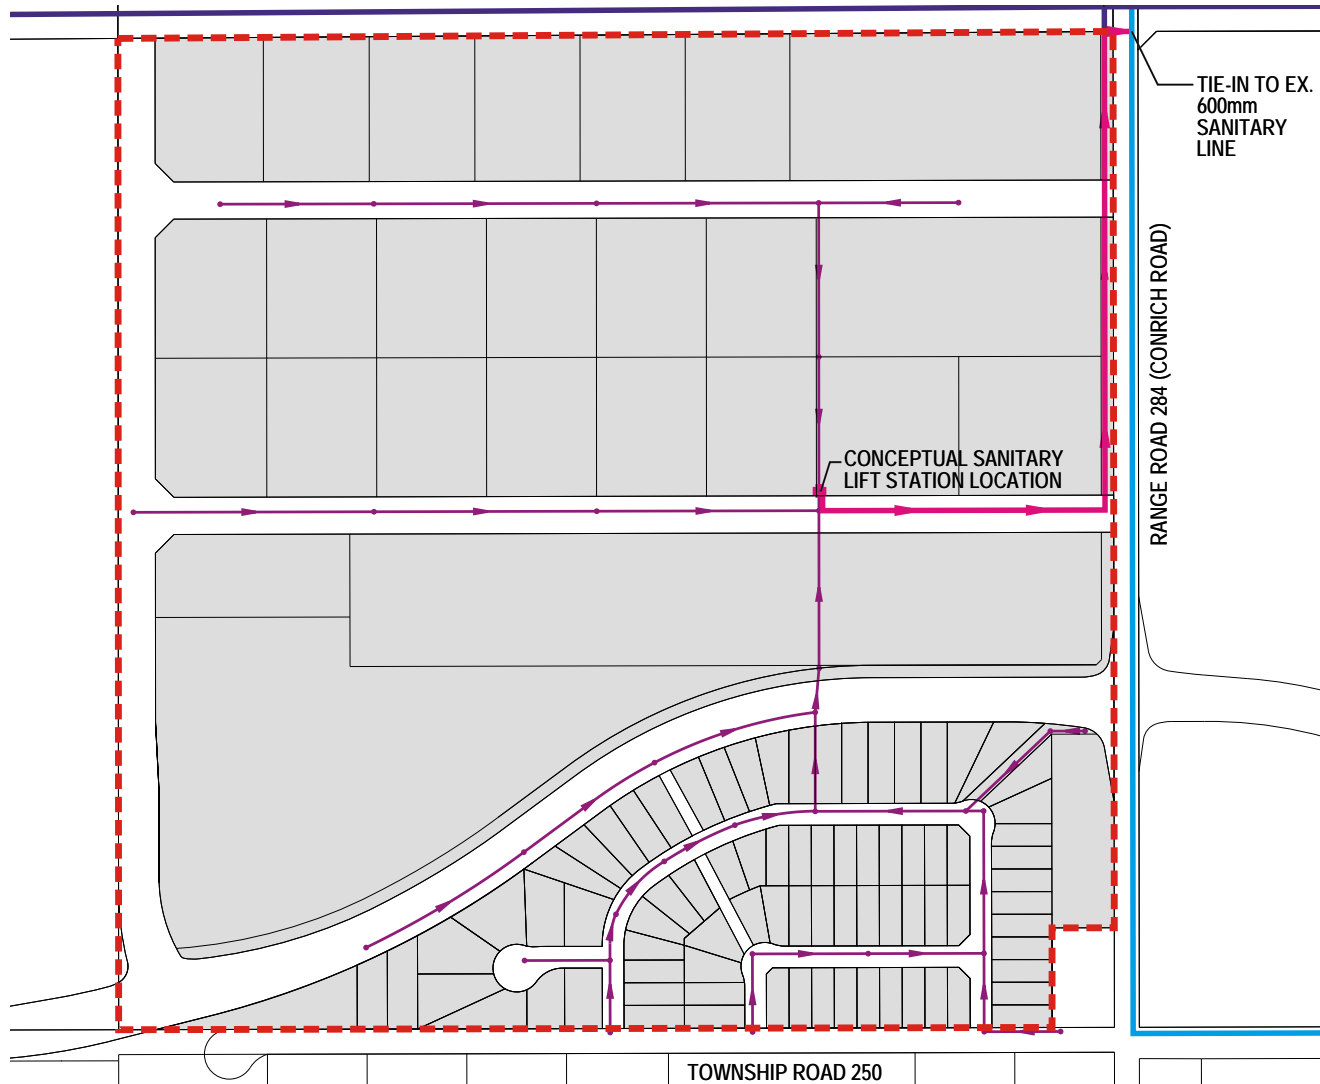 TIE-IN TO EX.
600mm
SANITARY
LINE
RANGE ROAD 284 (CONRICH ROAD)
CONCEPTUAL SANITARY
LIFT STATION LOCATION
TOWNSHIP ROAD 250